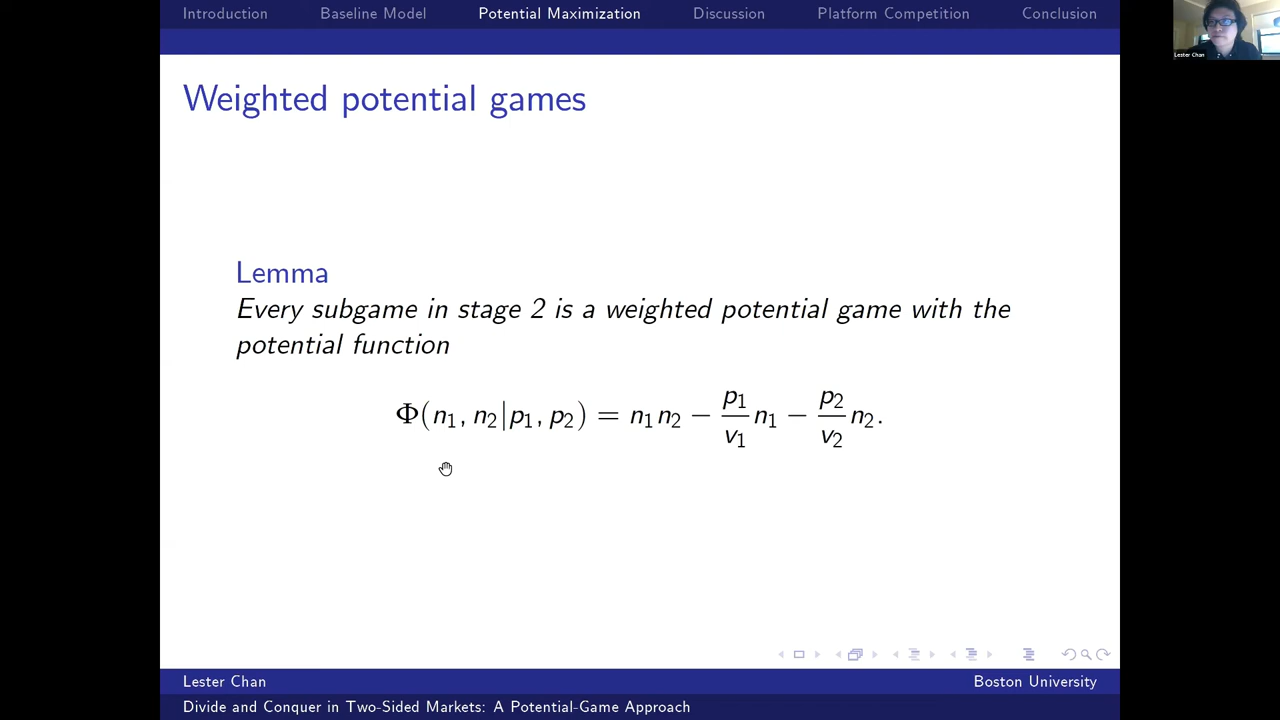 Introduction Baseline Model Potential Maximization Discussion Platform Competition Conclusion
Lester Chan
Weighted potential games
Lemma
Every subgame in stage 2 is a weighted potential game with the
potential function
Φ(n₁, n₂|p₁, p₂) = n₁n₂ − p₁/v₁ n₁ − p₂/v₂ n₂.
Lester Chan Boston University
Divide and Conquer in Two-Sided Markets: A Potential-Game Approach